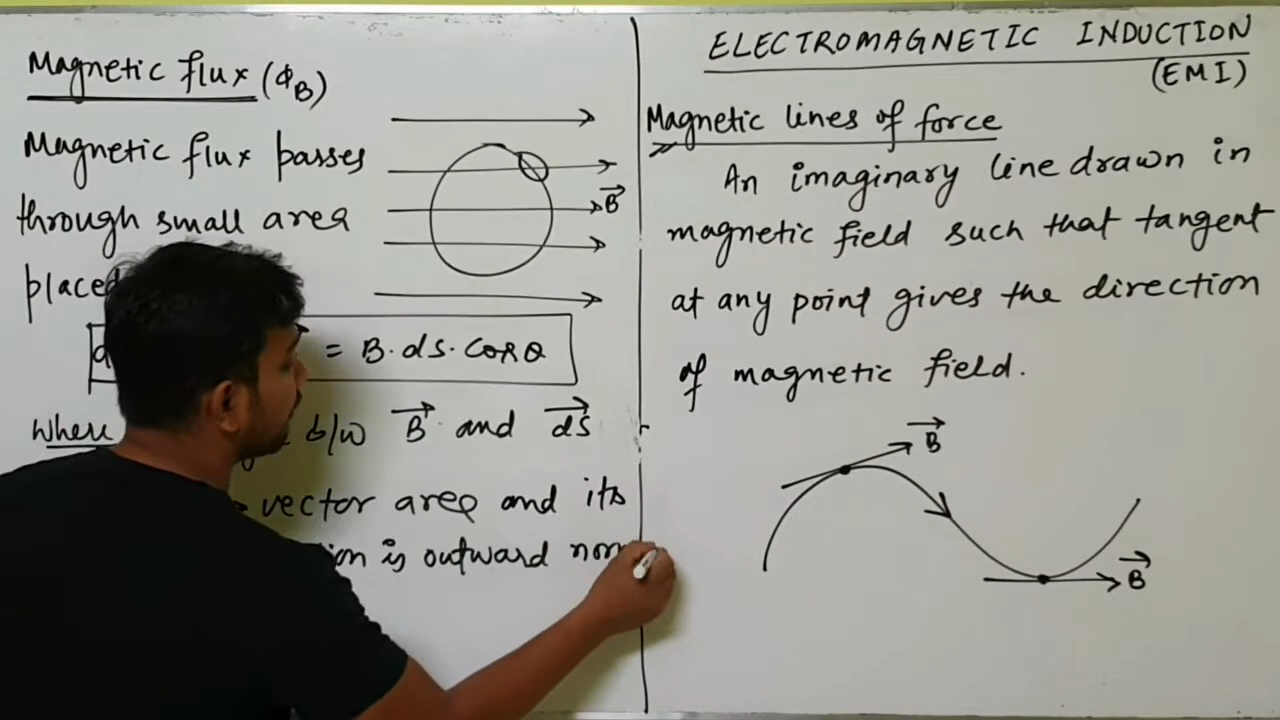 Magnetic flux (ΦB)
Magnetic flux passes
through small area
placed
= B·dS·Cosθ
Where b/w B⃗ and dS⃗
vector area and its
is outward
B⃗
ELECTROMAGNETIC INDUCTION
(EMI)
Magnetic lines of force
An imaginary line drawn in
magnetic field such that tangent
at any point gives the direction
of magnetic field.
B⃗
B⃗